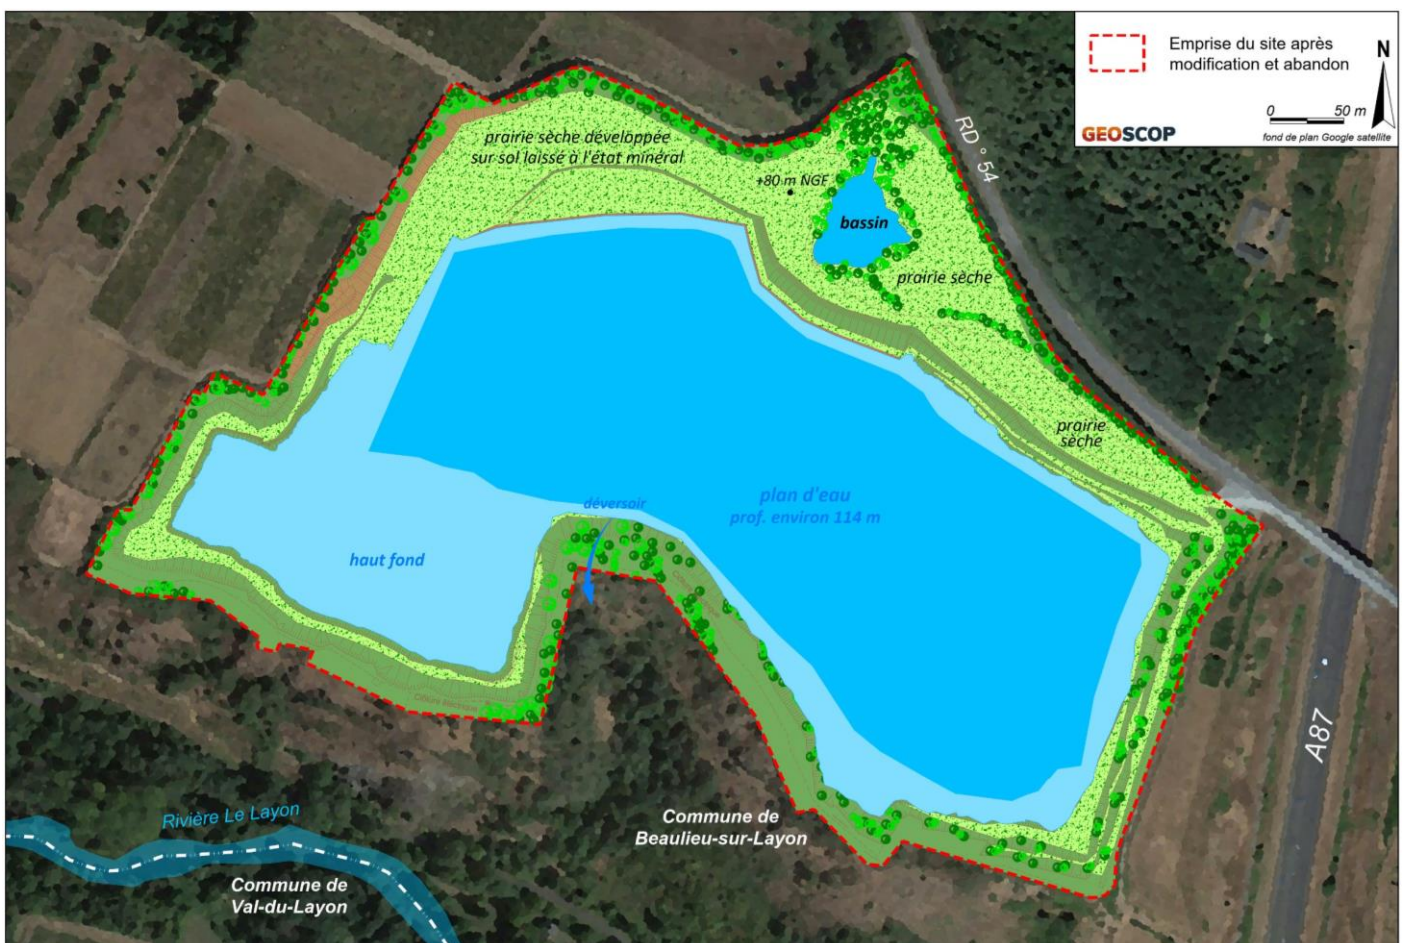 Emprise du site après
modification et abandon
N
0 50 m
GEOSCOP
fond de plan Google satellite
RD ° 54
prairie sèche développée
sur sol laissé à l'état minéral
+80 m NGF
bassin
prairie sèche
prairie
sèche
plan d'eau
prof. environ 114 m
déversoir
haut fond
A87
Rivière Le Layon
Commune de
Beaulieu-sur-Layon
Commune de
Val-du-Layon